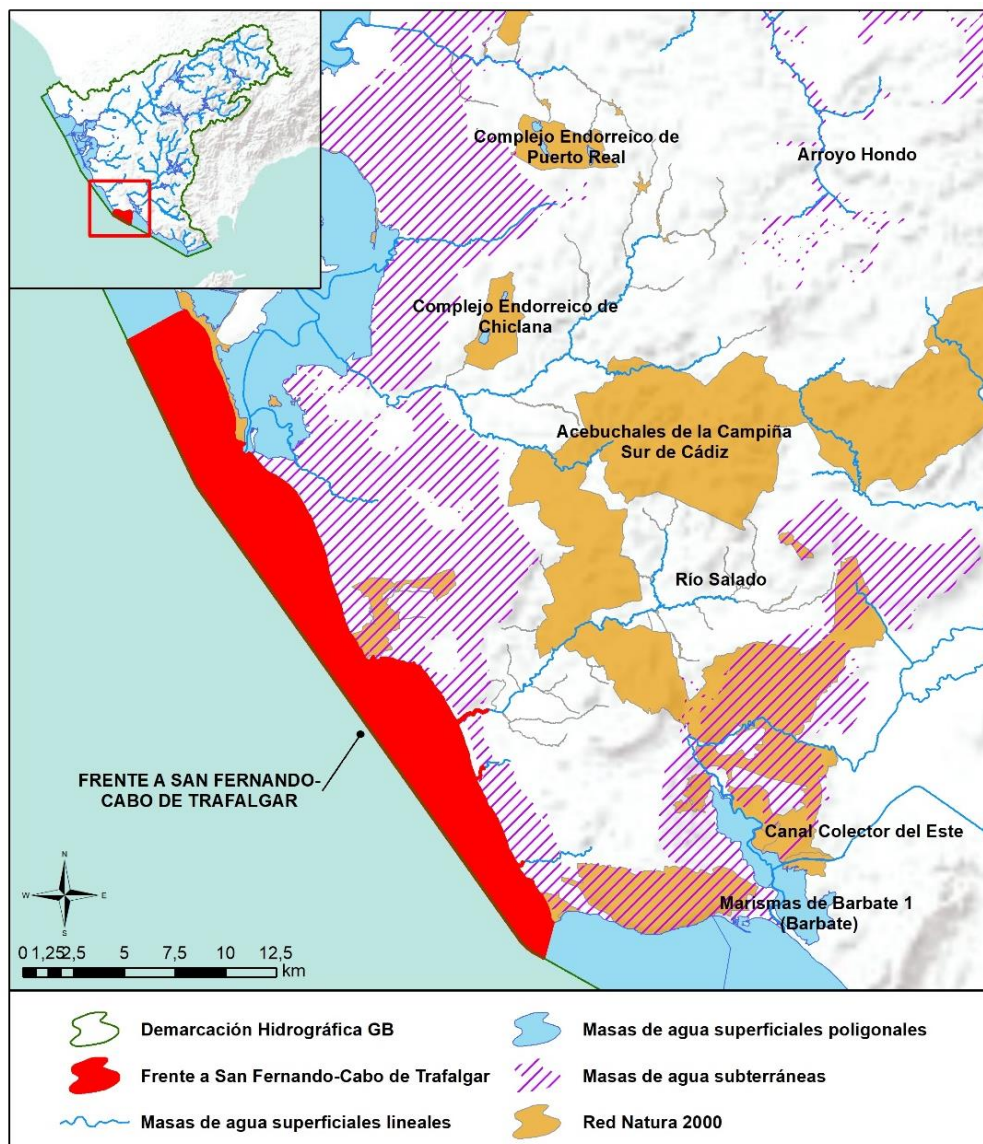 Complejo Endorreico de
Puerto Real
Arroyo Hondo
Complejo Endorreico de
Chiclana
Acebuchales de la Campiña
Sur de Cádiz
Río Salado
FRENTE A SAN FERNANDO-
CABO DE TRAFALGAR
Canal Colector del Este
Marismas de Barbate 1
(Barbate)
N
W E
S
0 1,25 2,5 5 7,5 10 12,5
km
Demarcación Hidrográfica GB
Masas de agua superficiales poligonales
Frente a San Fernando-Cabo de Trafalgar
Masas de agua subterráneas
Masas de agua superficiales lineales
Red Natura 2000